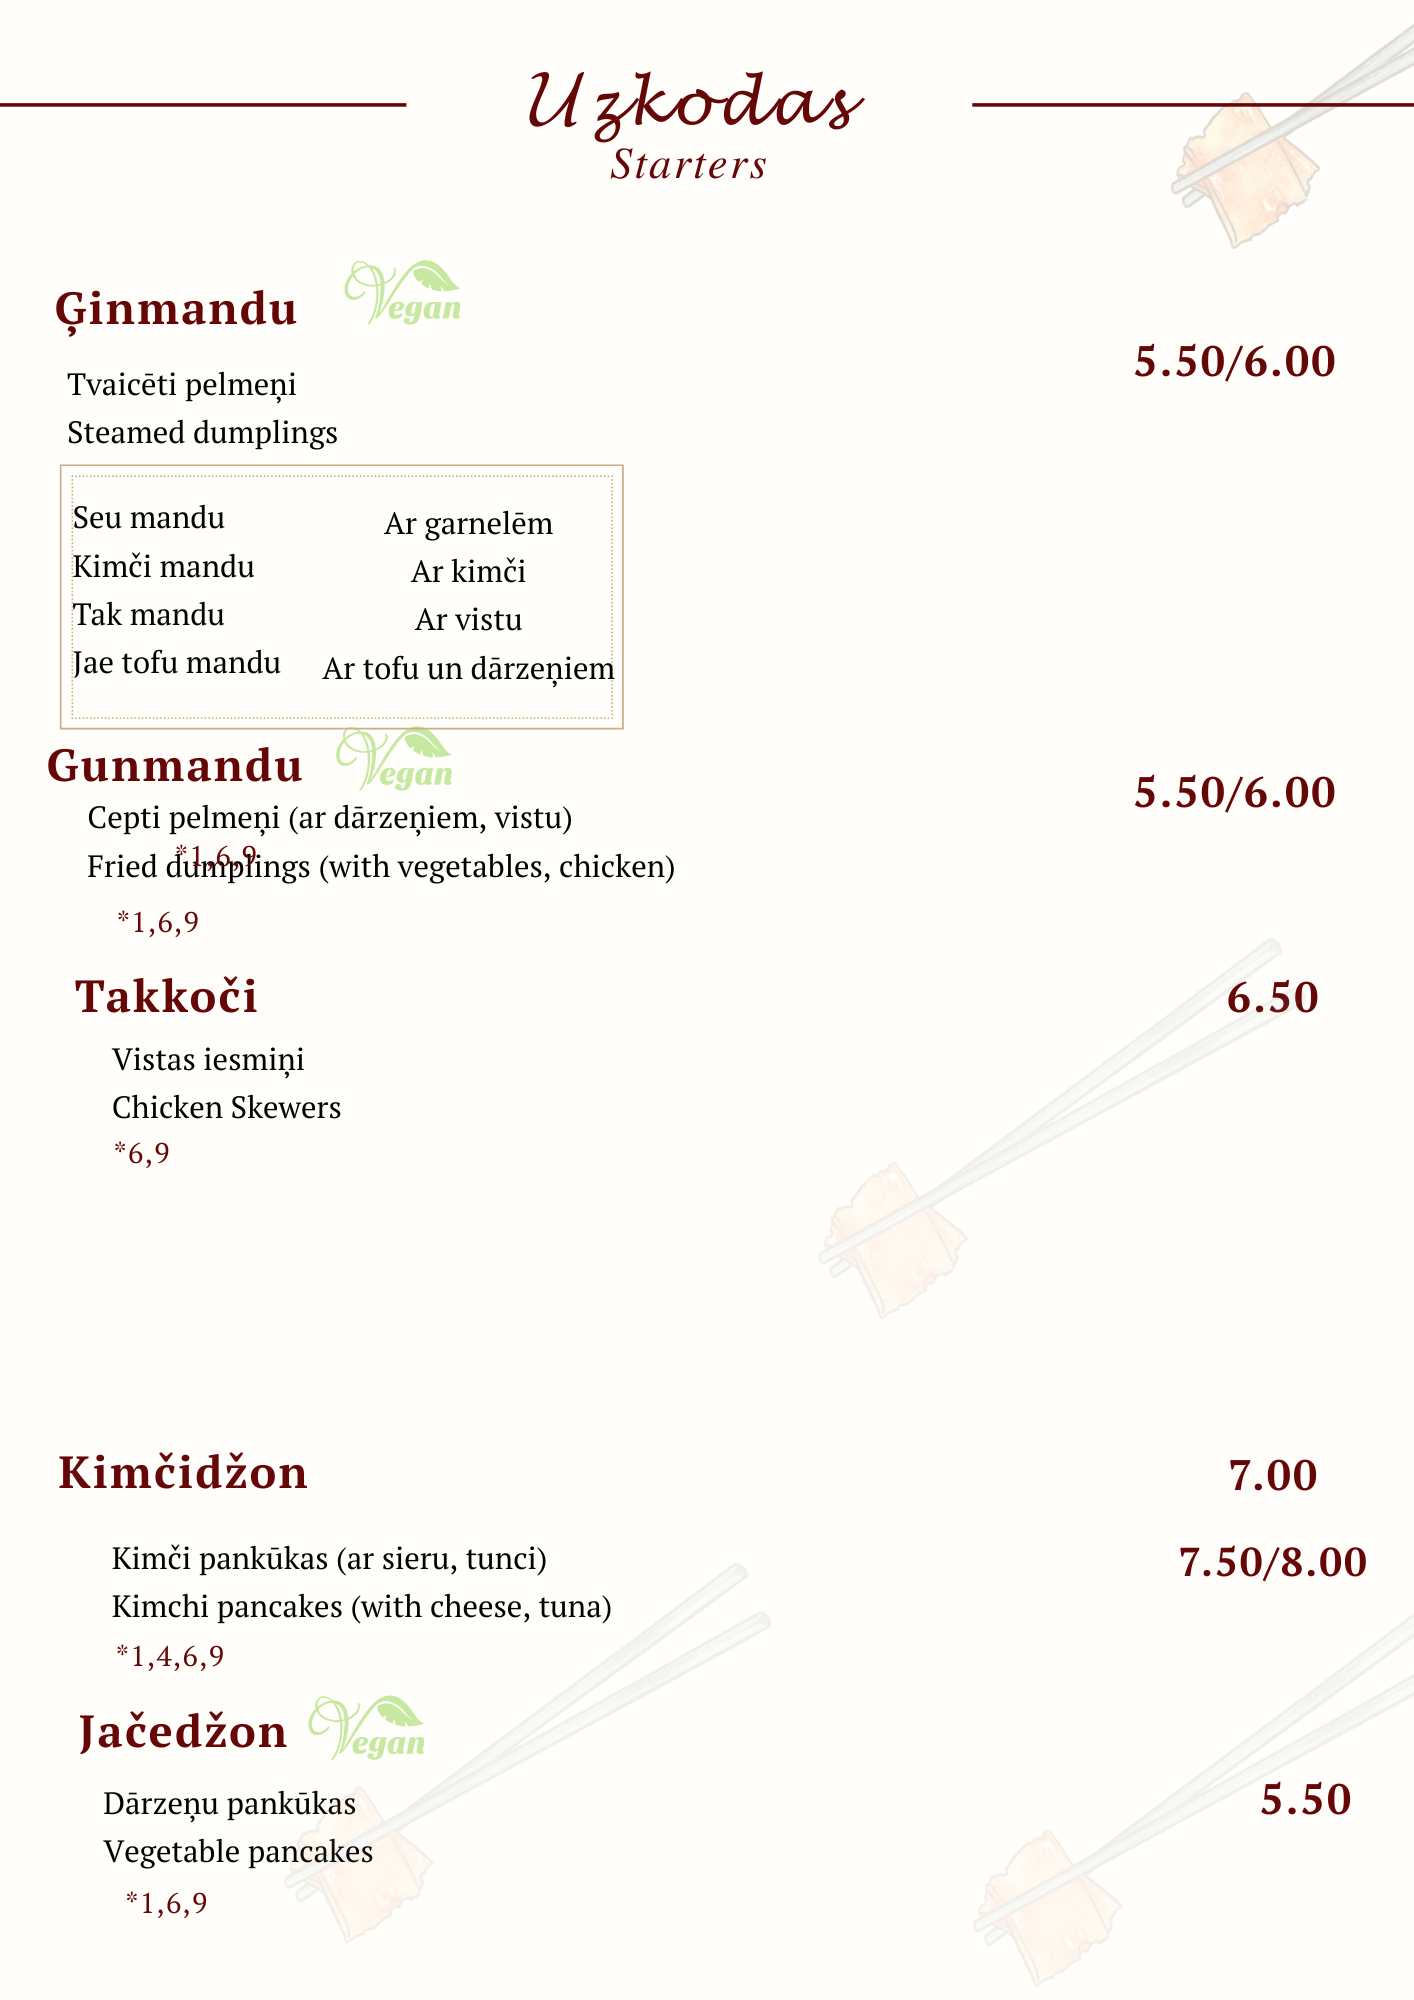 Uzkodas
Starters
Ģinmandu
Vegan
5.50/6.00
Tvaicēti pelmeņi
Steamed dumplings
Seu mandu Ar garnelēm
Kimči mandu Ar kimči
Tak mandu Ar vistu
Jae tofu mandu Ar tofu un dārzeņiem
Gunmandu
Vegan
5.50/6.00
Cepti pelmeņi (ar dārzeņiem, vistu)
*1,6,9
Fried dumplings (with vegetables, chicken)
*1,6,9
Takkoči 6.50
Vistas iesmiņi
Chicken Skewers
*6,9
Kimčidžon 7.00
Kimči pankūkas (ar sieru, tunci) 7.50/8.00
Kimchi pancakes (with cheese, tuna)
*1,4,6,9
Jačedžon
Vegan
Dārzeņu pankūkas 5.50
Vegetable pancakes
*1,6,9